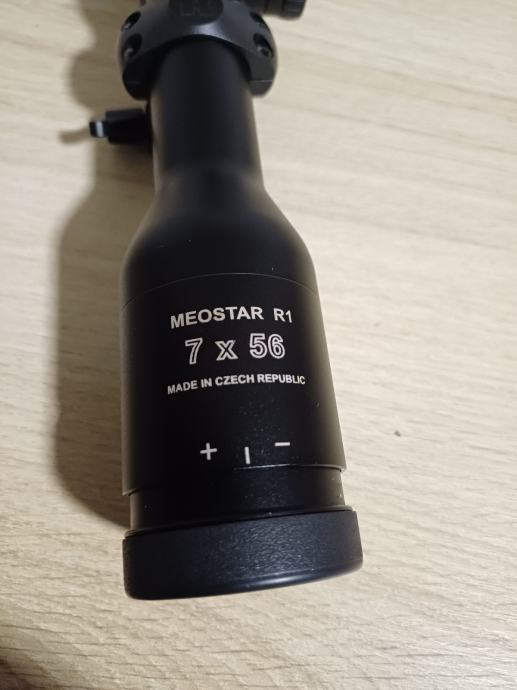 MEOSTAR R1
7 x 56
MADE IN CZECH REPUBLIC
+ | −